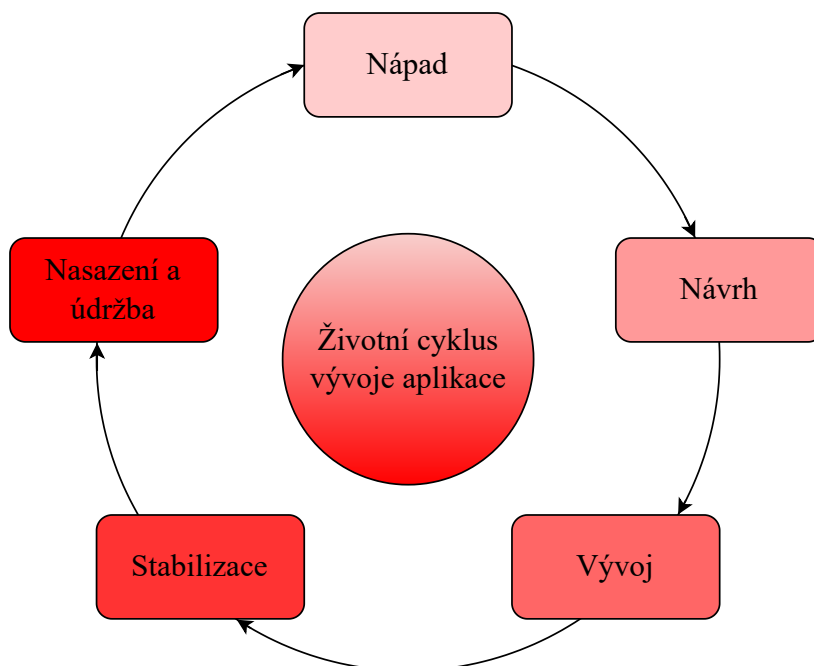 Nápad
Návrh
Vývoj
Stabilizace
Nasazení a
údržba
Životní cyklus
vývoje aplikace